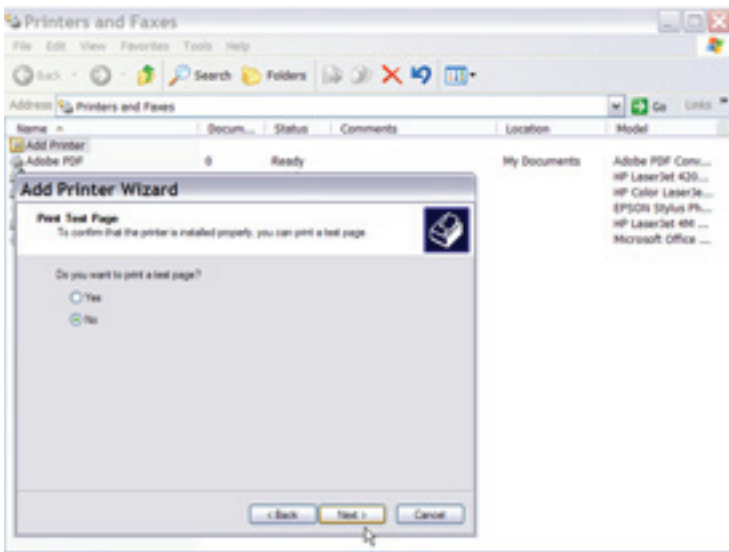 Printers and Faxes
File Edit View Favorites Tools Help
Back Search Folders
Address Printers and Faxes Go Links
Name Docum... Status Comments Location Model
Add Printer
Adobe PDF 0 Ready My Documents Adobe PDF Conv...
HP LaserJet 420...
HP Color LaserJe...
EPSON Stylus Ph...
HP LaserJet 4M ...
Microsoft Office ...
Add Printer Wizard
Print Test Page
To confirm that the printer is installed properly, you can print a test page.
Do you want to print a test page?
Yes
No
< Back Next > Cancel